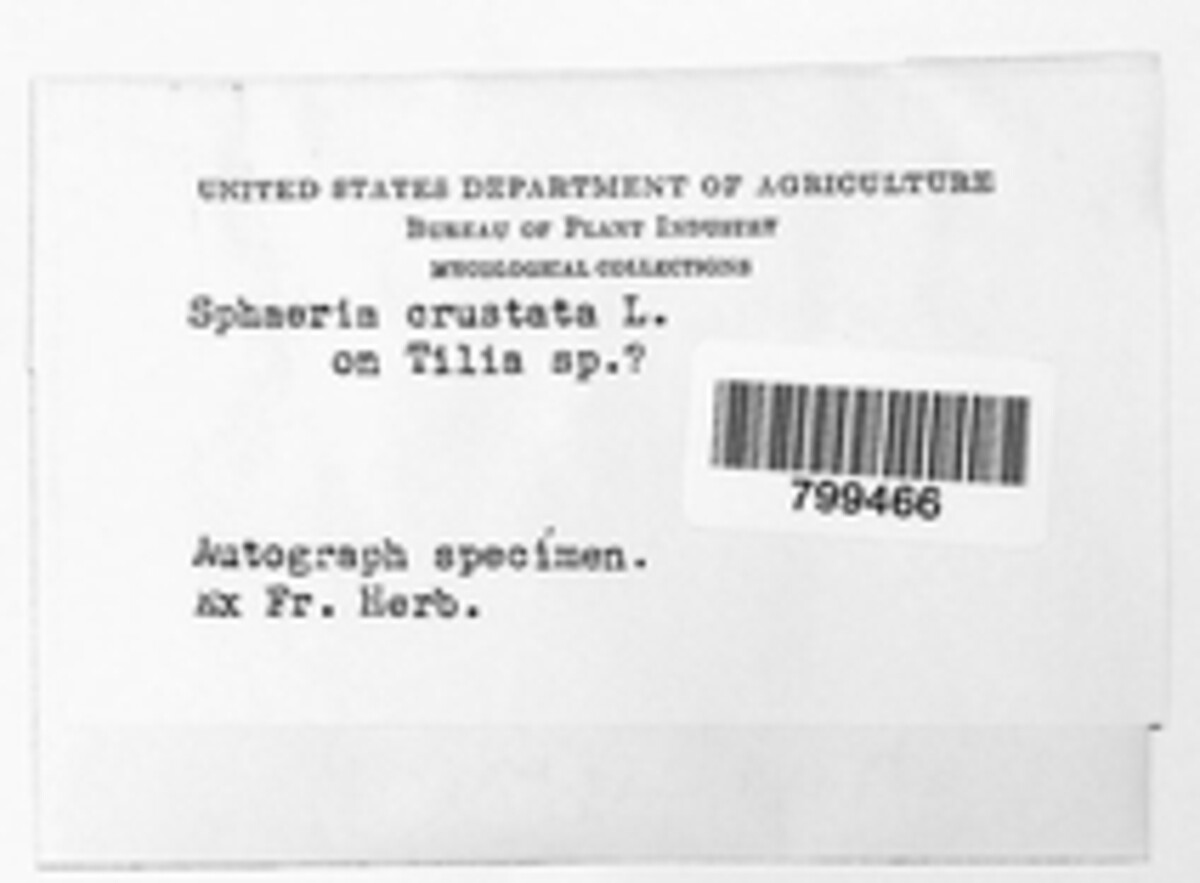 UNITED STATES DEPARTMENT OF AGRICULTURE
BUREAU OF PLANT INDUSTRY
MYCOLOGICAL COLLECTIONS
Sphaeria crustata L.
on Tilia sp.?
799466
Autograph specimen.
Ex Fr. Herb.